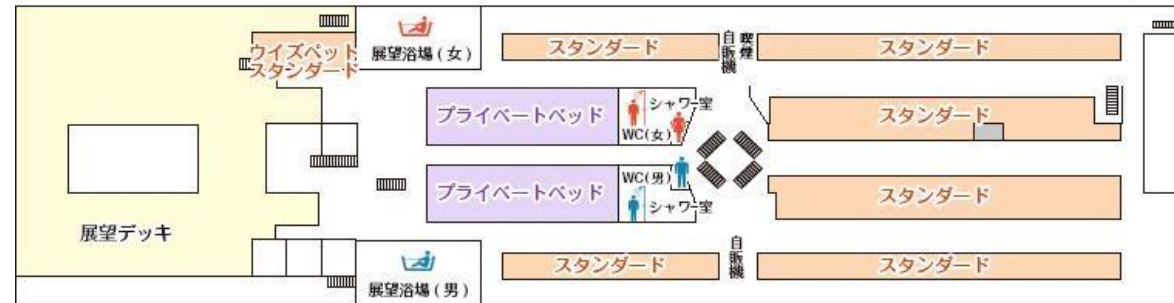 展望浴場(女)
ウイズペット
スタンダード
スタンダード
自販機
喫煙
スタンダード
プライベートベッド
シャワー室
WC(女)
スタンダード
プライベートベッド
WC(男)
シャワー室
スタンダード
展望デッキ
展望浴場(男)
スタンダード
自販機
スタンダード